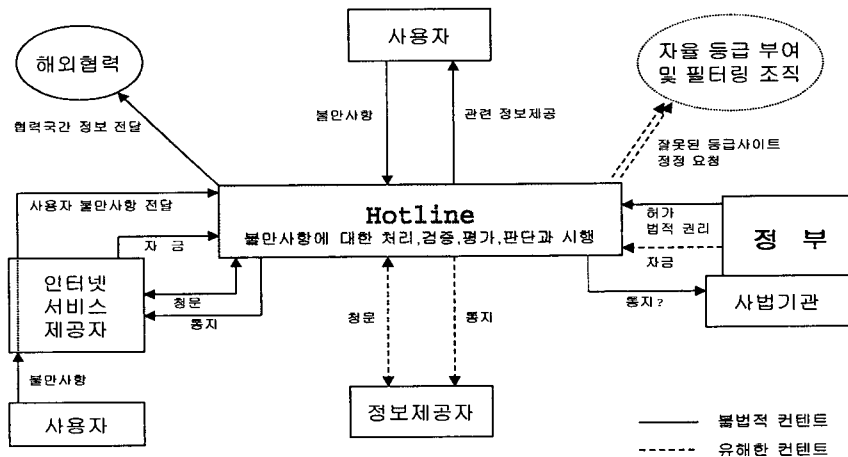 사용자
해외협력
자율 등급 부여
및 필터링 조직
협력국간 정보 전달
불만사항
관련 정보제공
잘못된 등급사이트
정정 요청
사용자 불만사항 전달
Hotline
불만사항에 대한 처리,검증,평가,판단과 시행
허가
법적 권리
정 부
자 금
자금
인터넷
서비스
제공자
청문
통지
청문
통지
통지?
사법기관
불만사항
사용자
정보제공자
불법적 컨텐트
유해한 컨텐트